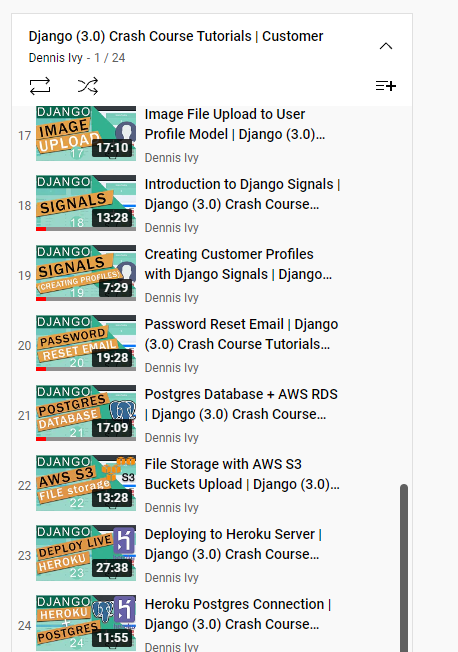 Django (3.0) Crash Course Tutorials | Customer
Dennis Ivy - 1 / 24
17
DJANGO
IMAGE
UPLOAD
17
17:10
Image File Upload to User
Profile Model | Django (3.0)...
Dennis Ivy
18
DJANGO
SIGNALS
18
13:28
Introduction to Django Signals |
Django (3.0) Crash Course...
Dennis Ivy
19
DJANGO
SIGNALS
(CREATING PROFILES)
19
7:29
Creating Customer Profiles
with Django Signals | Django...
Dennis Ivy
20
DJANGO
PASSWORD
RESET EMAIL
20
19:28
Password Reset Email | Django
(3.0) Crash Course Tutorials...
Dennis Ivy
21
DJANGO
POSTGRES
DATABASE
21
17:09
Postgres Database + AWS RDS
| Django (3.0) Crash Course...
Dennis Ivy
22
DJANGO
AWS S3
FILE storage
S3
22
13:28
File Storage with AWS S3
Buckets Upload | Django (3.0)...
Dennis Ivy
23
DJANGO
DEPLOY LIVE
HEROKU
23
27:38
Deploying to Heroku Server |
Django (3.0) Crash Course...
Dennis Ivy
24
DJANGO
HEROKU
+
POSTGRES
24
11:55
Heroku Postgres Connection |
Django (3.0) Crash Course...
Dennis Ivy